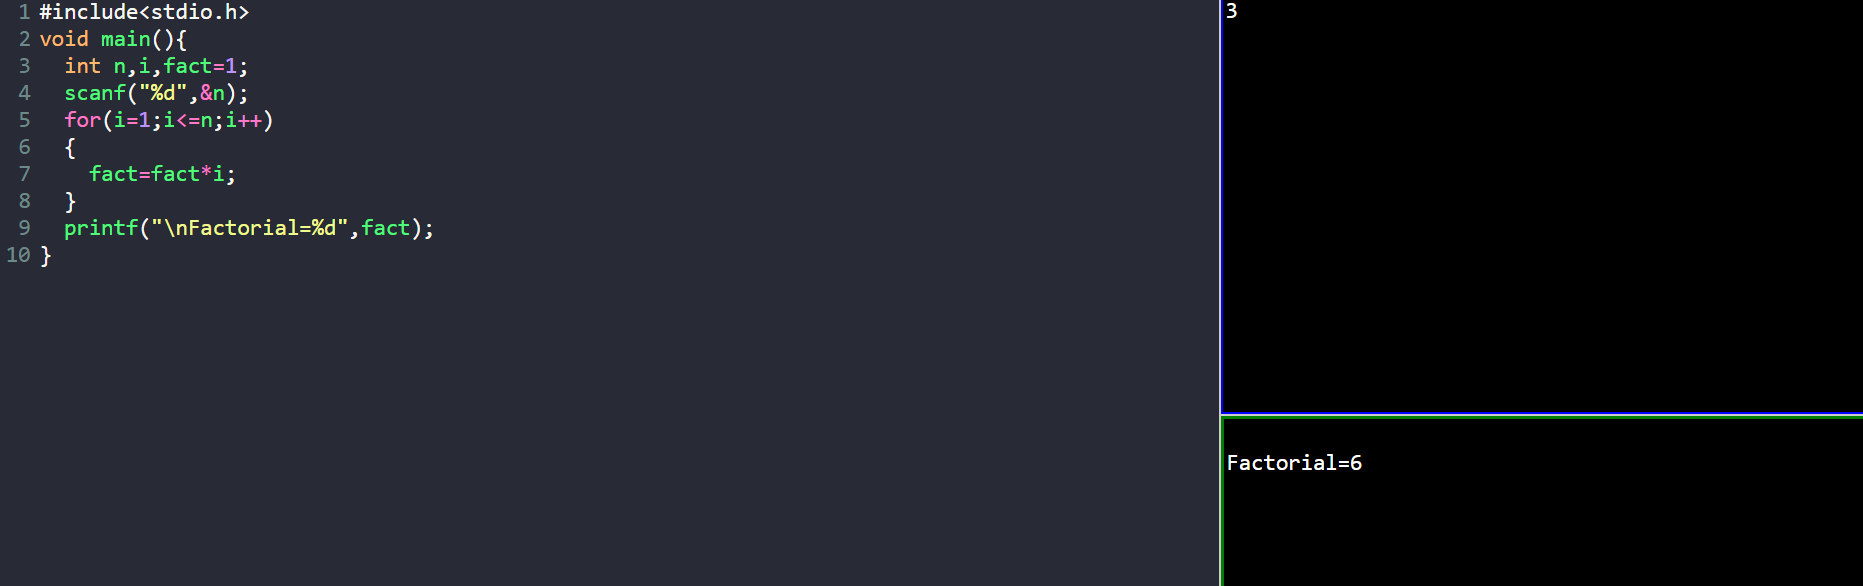 1 #include<stdio.h>
2 void main(){
3   int n,i,fact=1;
4   scanf("%d",&n);
5   for(i=1;i<=n;i++)
6   {
7     fact=fact*i;
8   }
9   printf("\nFactorial=%d",fact);
10 }
3
Factorial=6